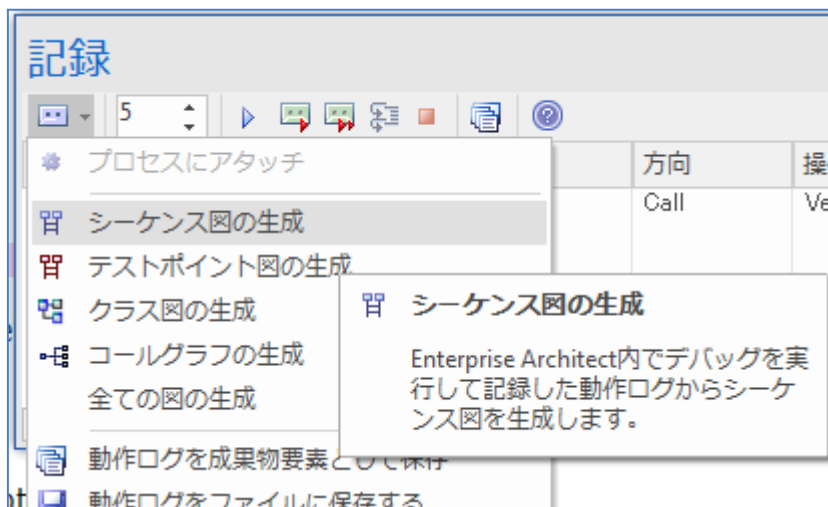 記録
5
プロセスにアタッチ
方向
操
シーケンス図の生成
Call
Ve
テストポイント図の生成
クラス図の生成
シーケンス図の生成
コールグラフの生成
Enterprise Architect内でデバッグを実
行して記録した動作ログからシーケ
ンス図を生成します。
全ての図の生成
動作ログを成果物要素として保存
動作ログをファイルに保存する